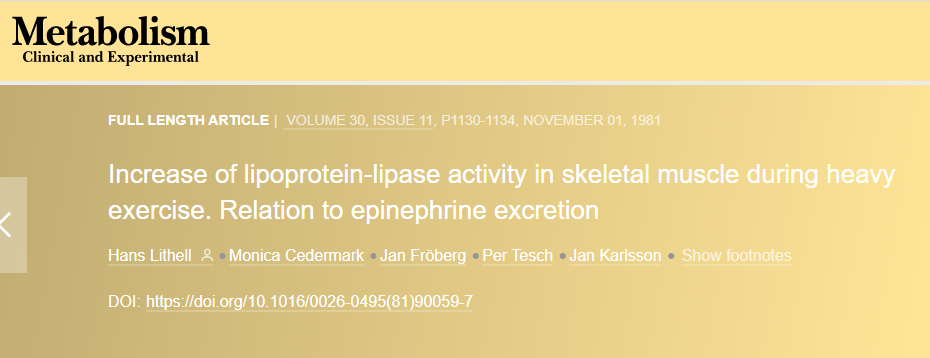 Metabolism
Clinical and Experimental
FULL LENGTH ARTICLE | VOLUME 30, ISSUE 11, P1130-1134, NOVEMBER 01, 1981
Increase of lipoprotein-lipase activity in skeletal muscle during heavy
exercise. Relation to epinephrine excretion
Hans Lithell • Monica Cedermark • Jan Fröberg • Per Tesch • Jan Karlsson • Show footnotes
DOI: https://doi.org/10.1016/0026-0495(81)90059-7